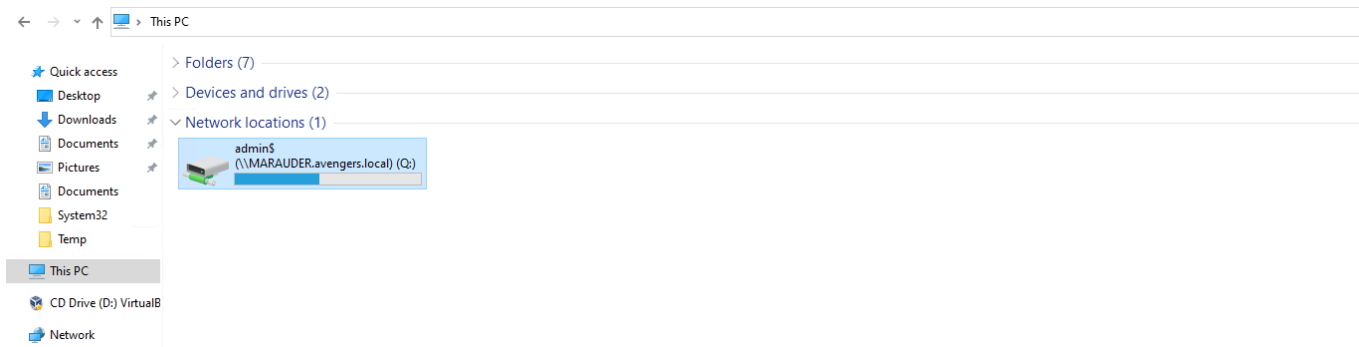 This PC
Quick access
Desktop
Downloads
Documents
Pictures
Documents
System32
Temp
This PC
CD Drive (D:) VirtualB
Network
Folders (7)
Devices and drives (2)
Network locations (1)
admin$
(\\MARAUDER.avengers.local) (Q:)